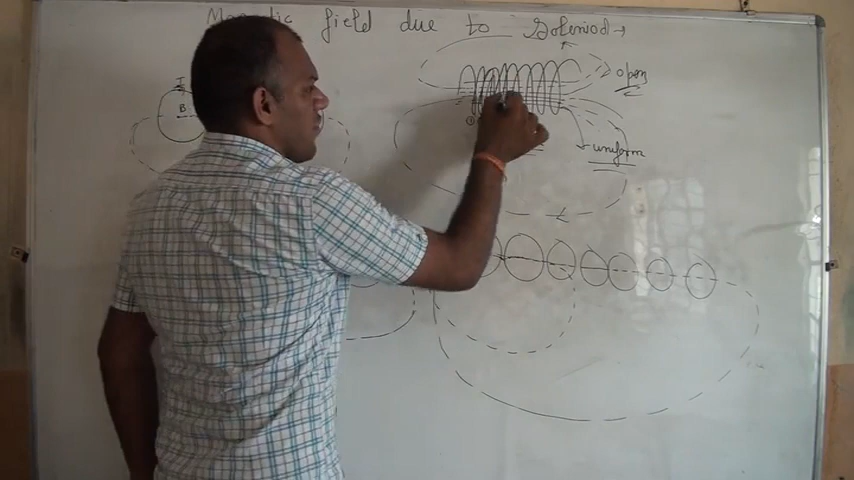 Magnetic field due to Solenoid →
I
B
open
uniform